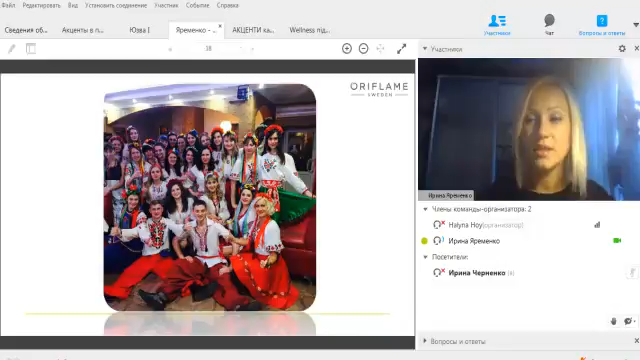 Файл Редактировать Вид Установить соединение Участник Событие Справка
Участники Чат Вопросы и ответы
Сведения об... Акценти в п... Юзва I Яременко – ... АКЦЕНТИ ка... Wellness під...
ORIFLAME
SWEDEN
Участники
Ирина Яременко
Члены команды-организатора: 2
Halyna Hoy(организатор)
Ирина Яременко
Посетители:
Ирина Черненко
Вопросы и ответы